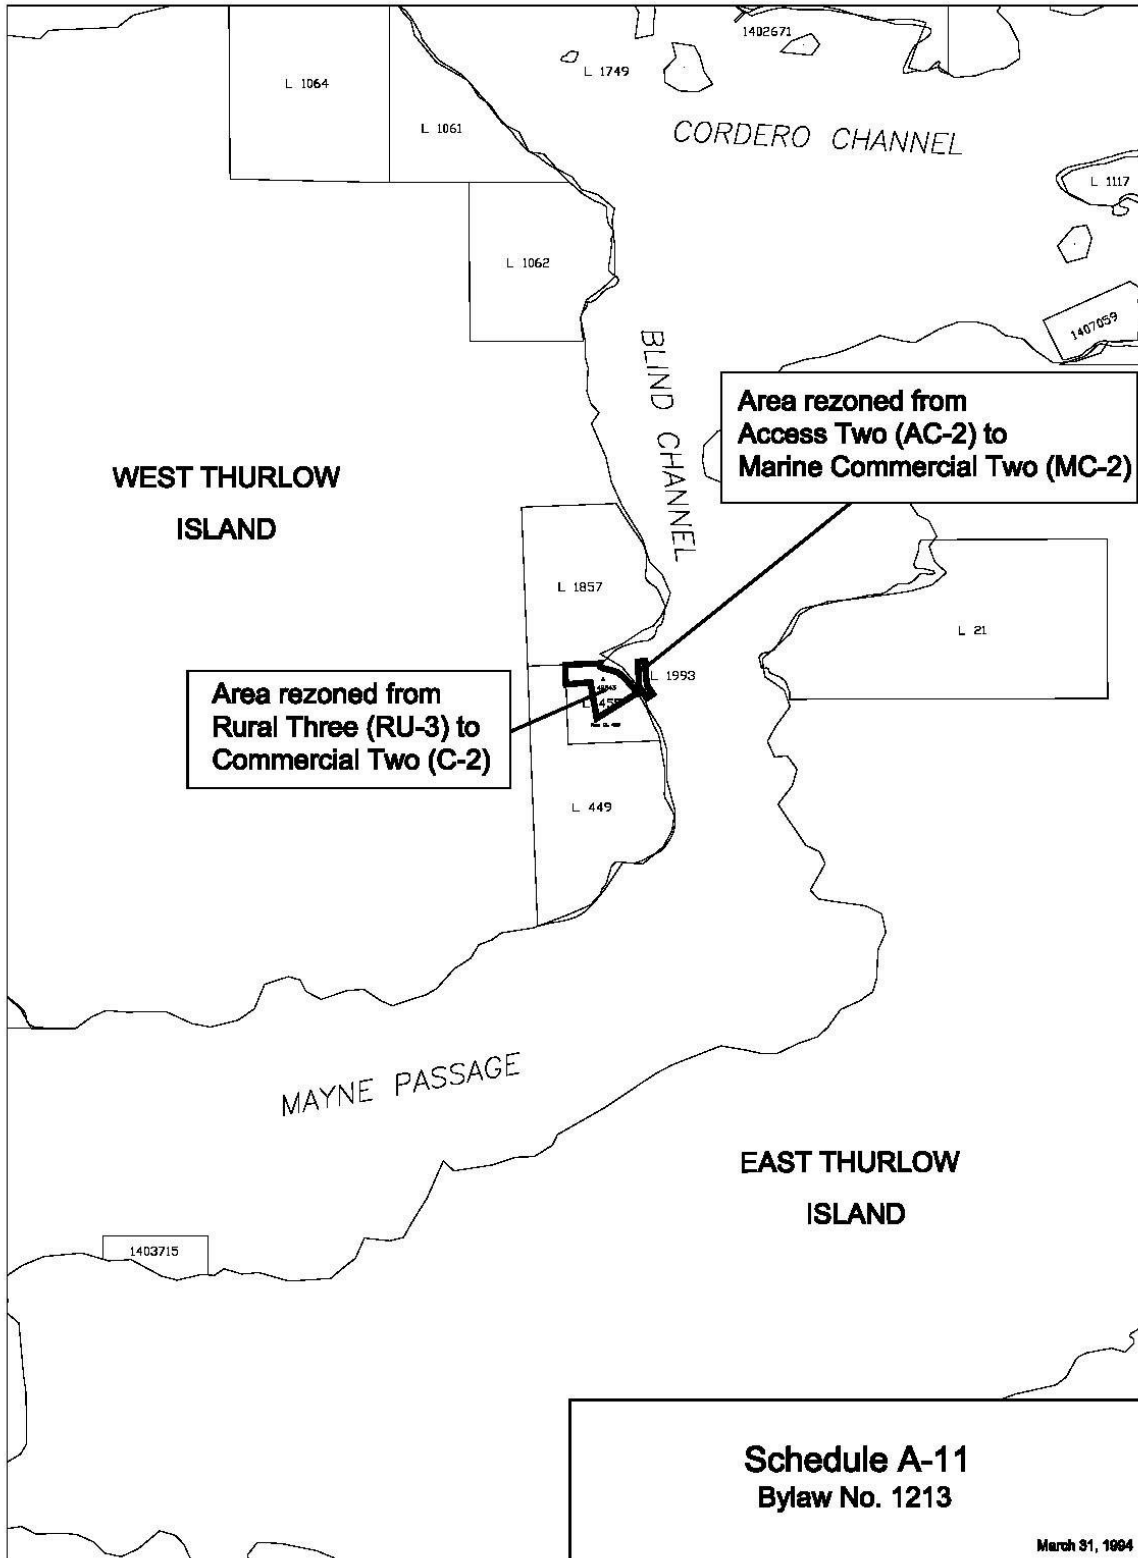 1402671
L 1064
L 1749
L 1061
CORDERO CHANNEL
L 1117
L 1062
1407059
BLIND CHANNEL
Area rezoned from
Access Two (AC-2) to
Marine Commercial Two (MC-2)
WEST THURLOW
ISLAND
L 1857
L 21
L 1993
Area rezoned from
Rural Three (RU-3) to
Commercial Two (C-2)
L 449
MAYNE PASSAGE
EAST THURLOW
ISLAND
1403715
Schedule A-11
Bylaw No. 1213
March 31, 1994